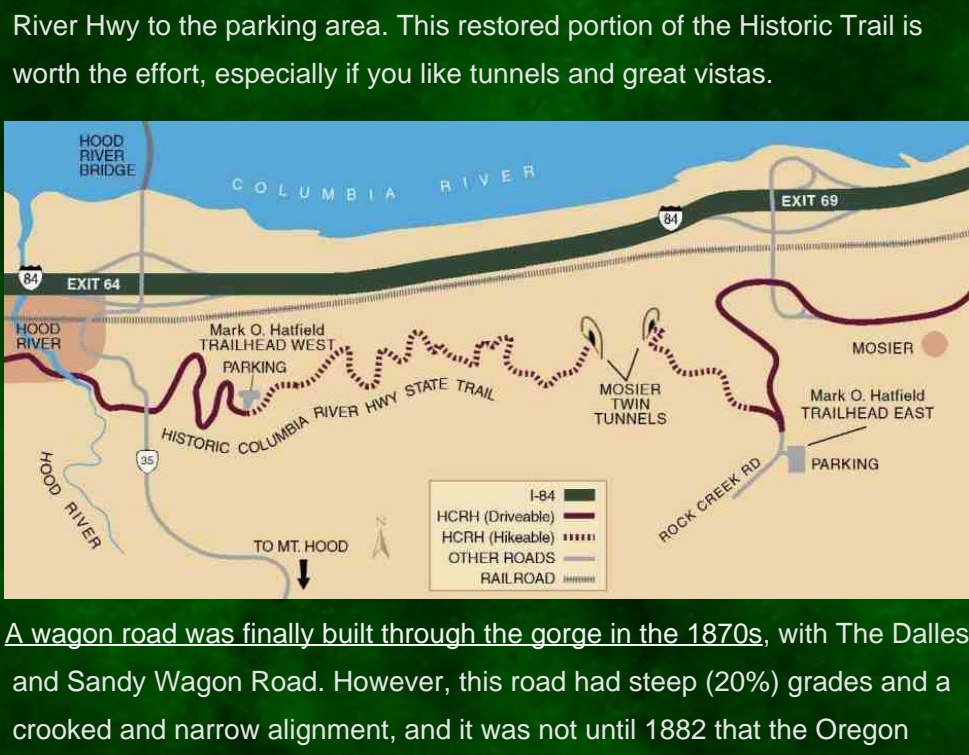 River Hwy to the parking area. This restored portion of the Historic Trail is
worth the effort, especially if you like tunnels and great vistas.
HOOD
RIVER
BRIDGE
COLUMBIA RIVER
84
EXIT 69
84
EXIT 64
HOOD
RIVER
Mark O. Hatfield
TRAILHEAD WEST
PARKING
MOSIER
HISTORIC COLUMBIA RIVER HWY STATE TRAIL
MOSIER
TWIN
TUNNELS
Mark O. Hatfield
TRAILHEAD EAST
PARKING
HOOD RIVER
35
ROCK CREEK RD
I-84
HCRH (Driveable)
HCRH (Hikeable)
OTHER ROADS
RAILROAD
N
TO MT. HOOD
A wagon road was finally built through the gorge in the 1870s, with The Dalles
and Sandy Wagon Road. However, this road had steep (20%) grades and a
crooked and narrow alignment, and it was not until 1882 that the Oregon